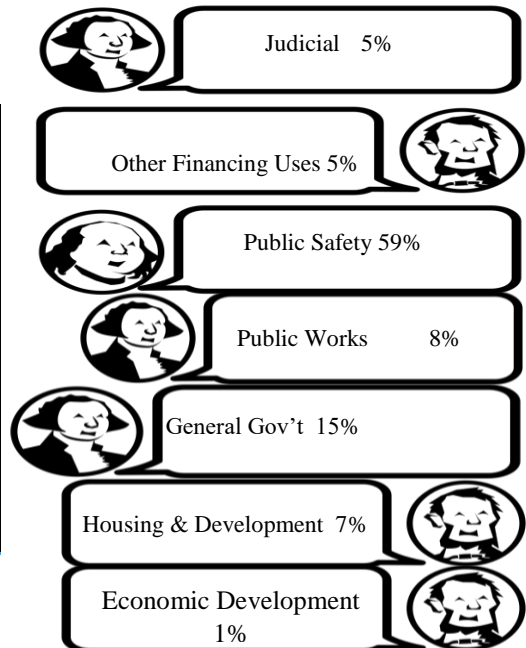 Judicial 5%
Other Financing Uses 5%
Public Safety 59%
Public Works 8%
General Gov’t 15%
Housing & Development 7%
Economic Development
1%